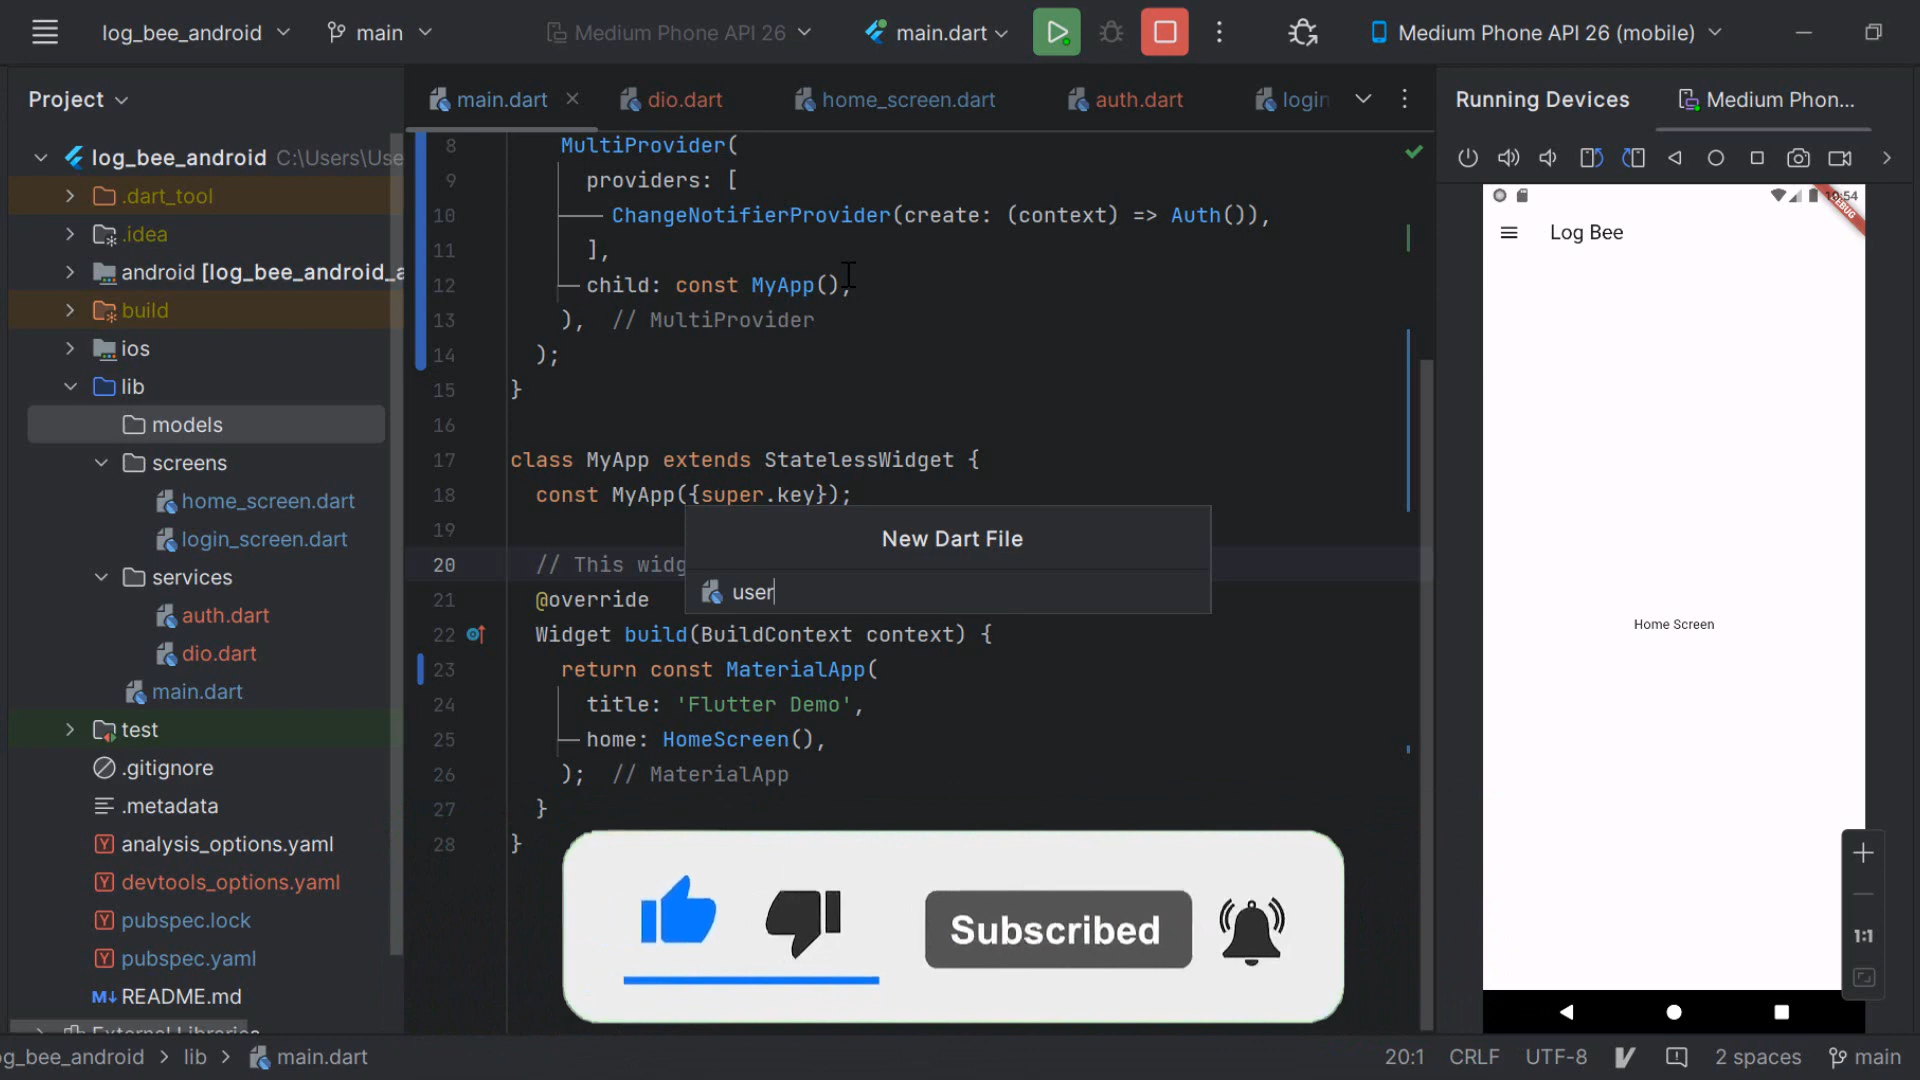 log_bee_android
main
Medium Phone API 26
main.dart
Medium Phone API 26 (mobile)
Project
main.dart
dio.dart
home_screen.dart
auth.dart
login
Running Devices
Medium Phon...
log_bee_android C:\Users\Use
.dart_tool
.idea
android [log_bee_android_a
build
ios
lib
models
screens
home_screen.dart
login_screen.dart
services
auth.dart
dio.dart
main.dart
test
.gitignore
.metadata
analysis_options.yaml
devtools_options.yaml
pubspec.lock
pubspec.yaml
M↓ README.md
External Libraries
8 MultiProvider(
9 providers: [
10 ChangeNotifierProvider(create: (context) => Auth()),
11 ],
12 child: const MyApp(),
13 ), // MultiProvider
14 );
15 }
16
17 class MyApp extends StatelessWidget {
18 const MyApp({super.key});
19
20 // This widg
21 @override
22 Widget build(BuildContext context) {
23 return const MaterialApp(
24 title: 'Flutter Demo',
25 home: HomeScreen(),
26 ); // MaterialApp
27 }
28 }
New Dart File
user
Subscribed
10:54
DEBUG
Log Bee
Home Screen
1:1
og_bee_android > lib > main.dart
20:1 CRLF UTF-8 2 spaces main